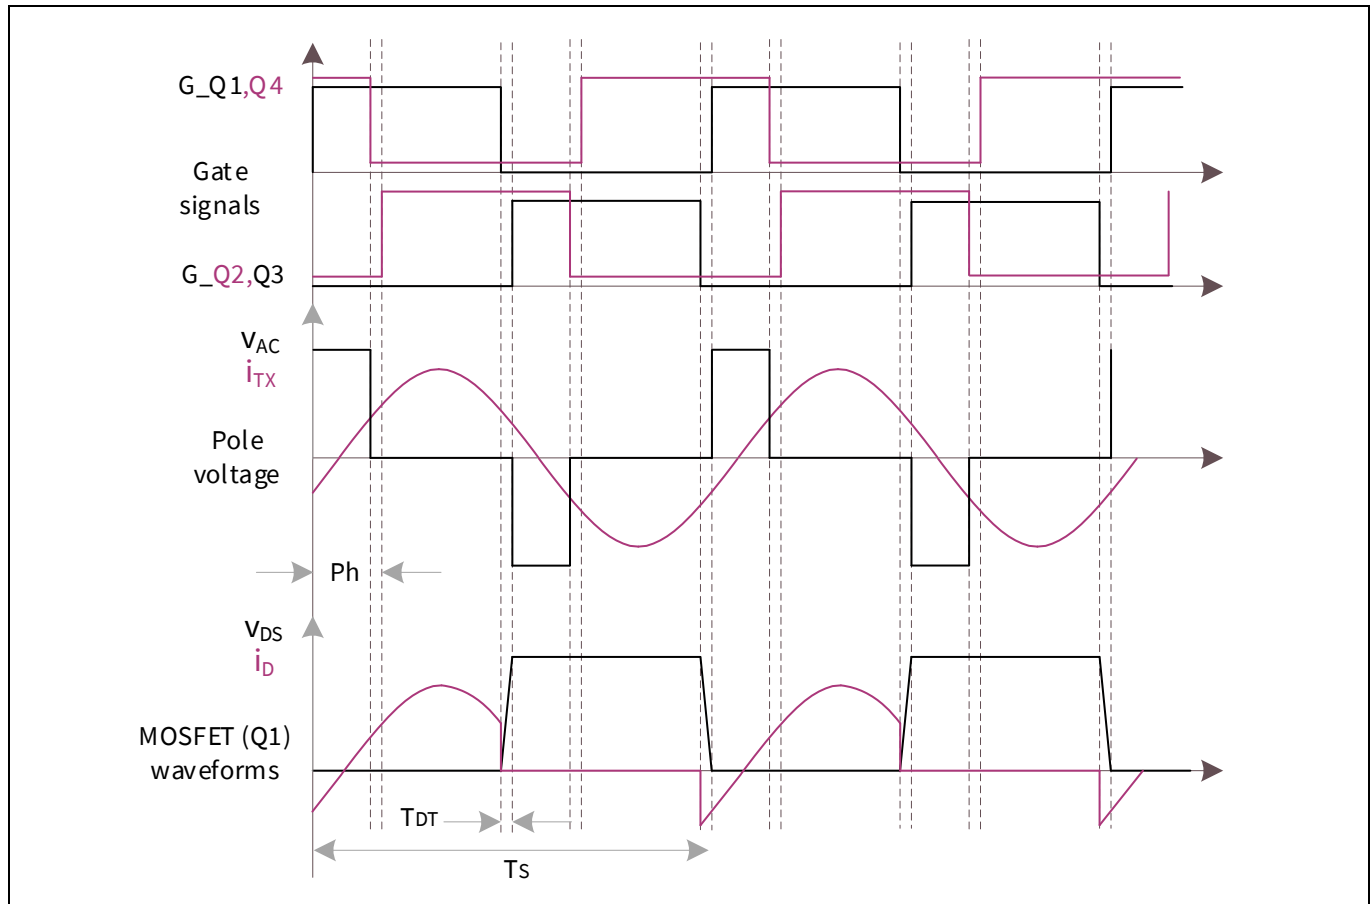 G_Q1,Q4
Gate
signals
G_Q2,Q3
vAC
iTX
Pole
voltage
Ph
vDS
iD
MOSFET (Q1)
waveforms
TDT
Ts